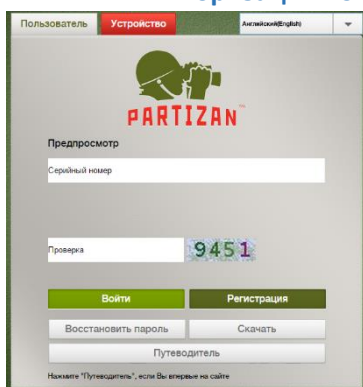 Пользователь Устройство Английский(English)
PARTIZAN™
Предпросмотр
Серийный номер
Проверка 9451
Войти Регистрация
Восстановить пароль Скачать
Путеводитель
Нажмите "Путеводитель", если Вы впервые на сайте